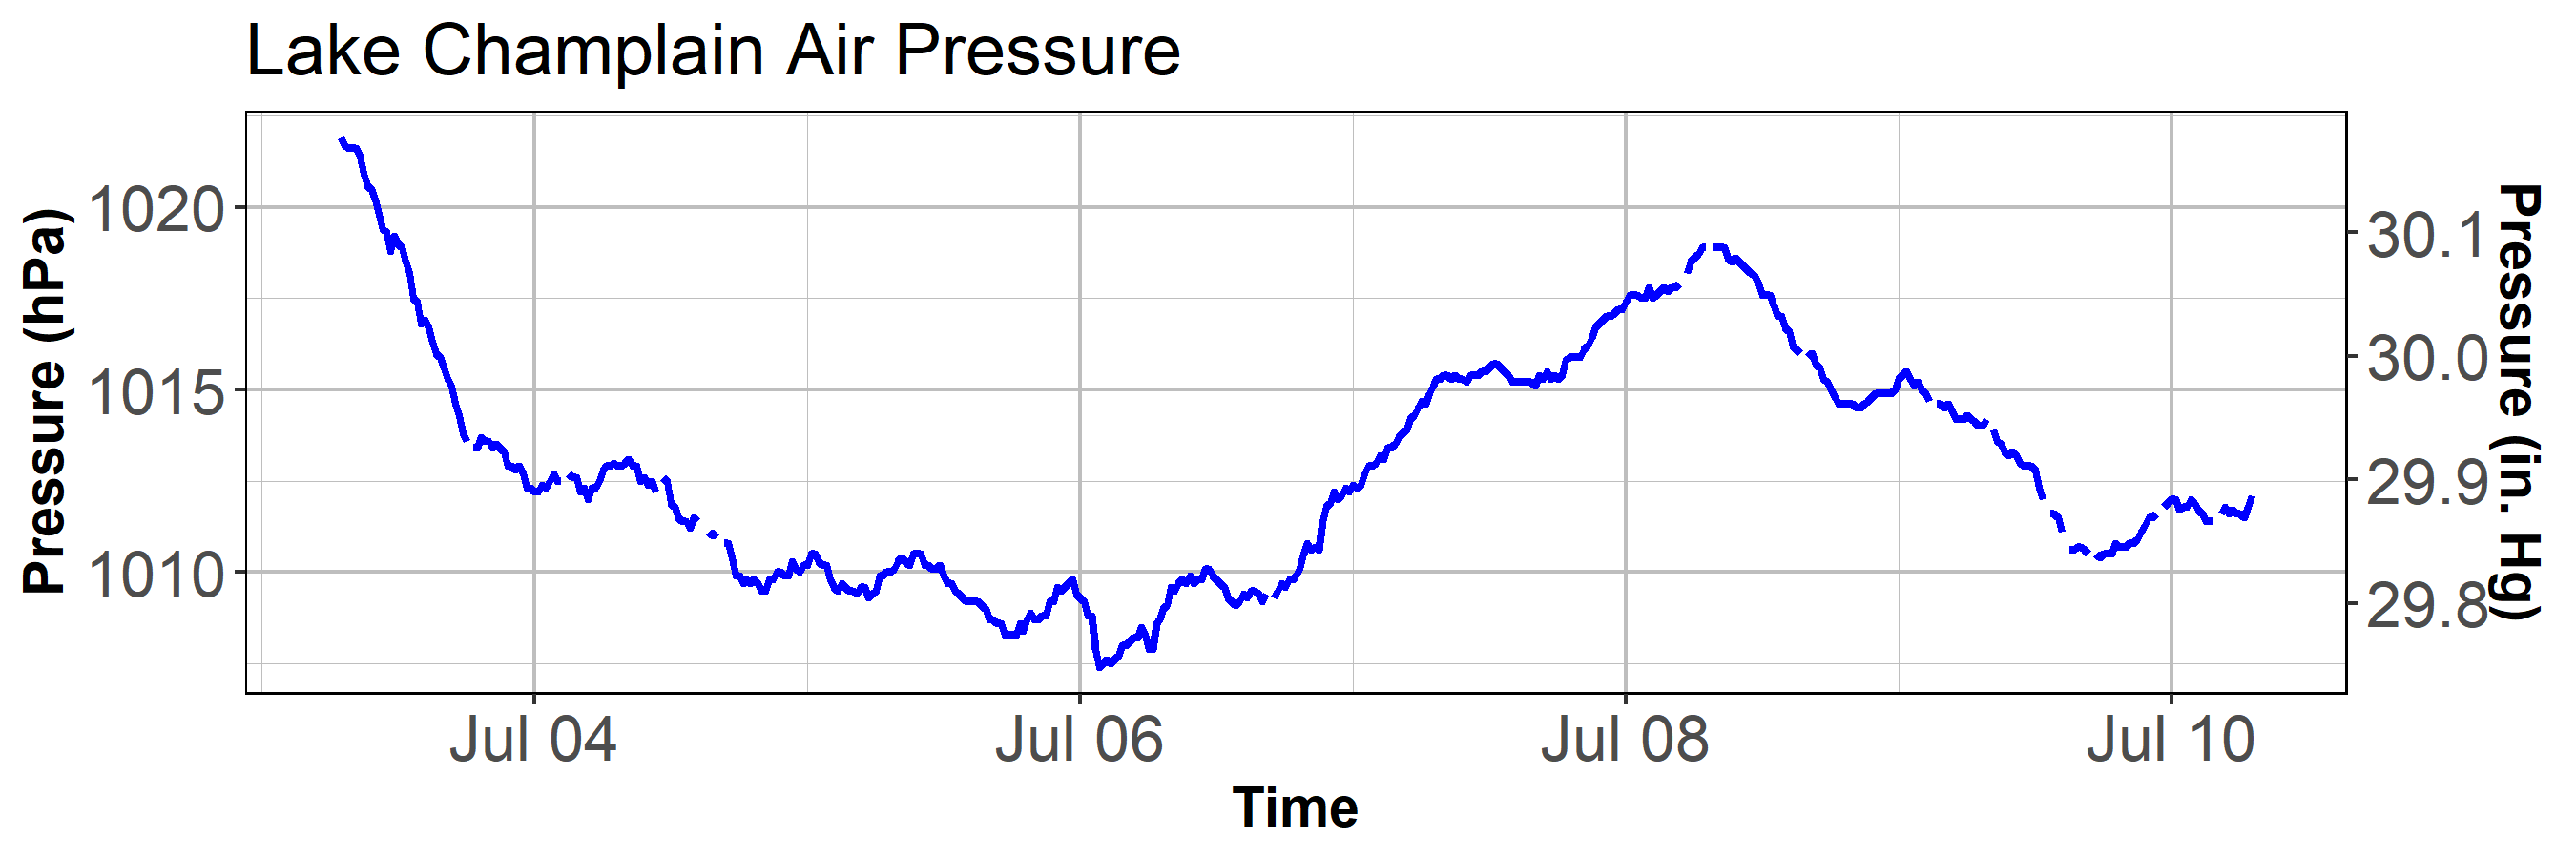 Lake Champlain Air Pressure
Pressure (hPa)
1020
1015
1010
30.1
30.0
29.9
29.8
Pressure (in. Hg)
Jul 04
Jul 06
Jul 08
Jul 10
Time